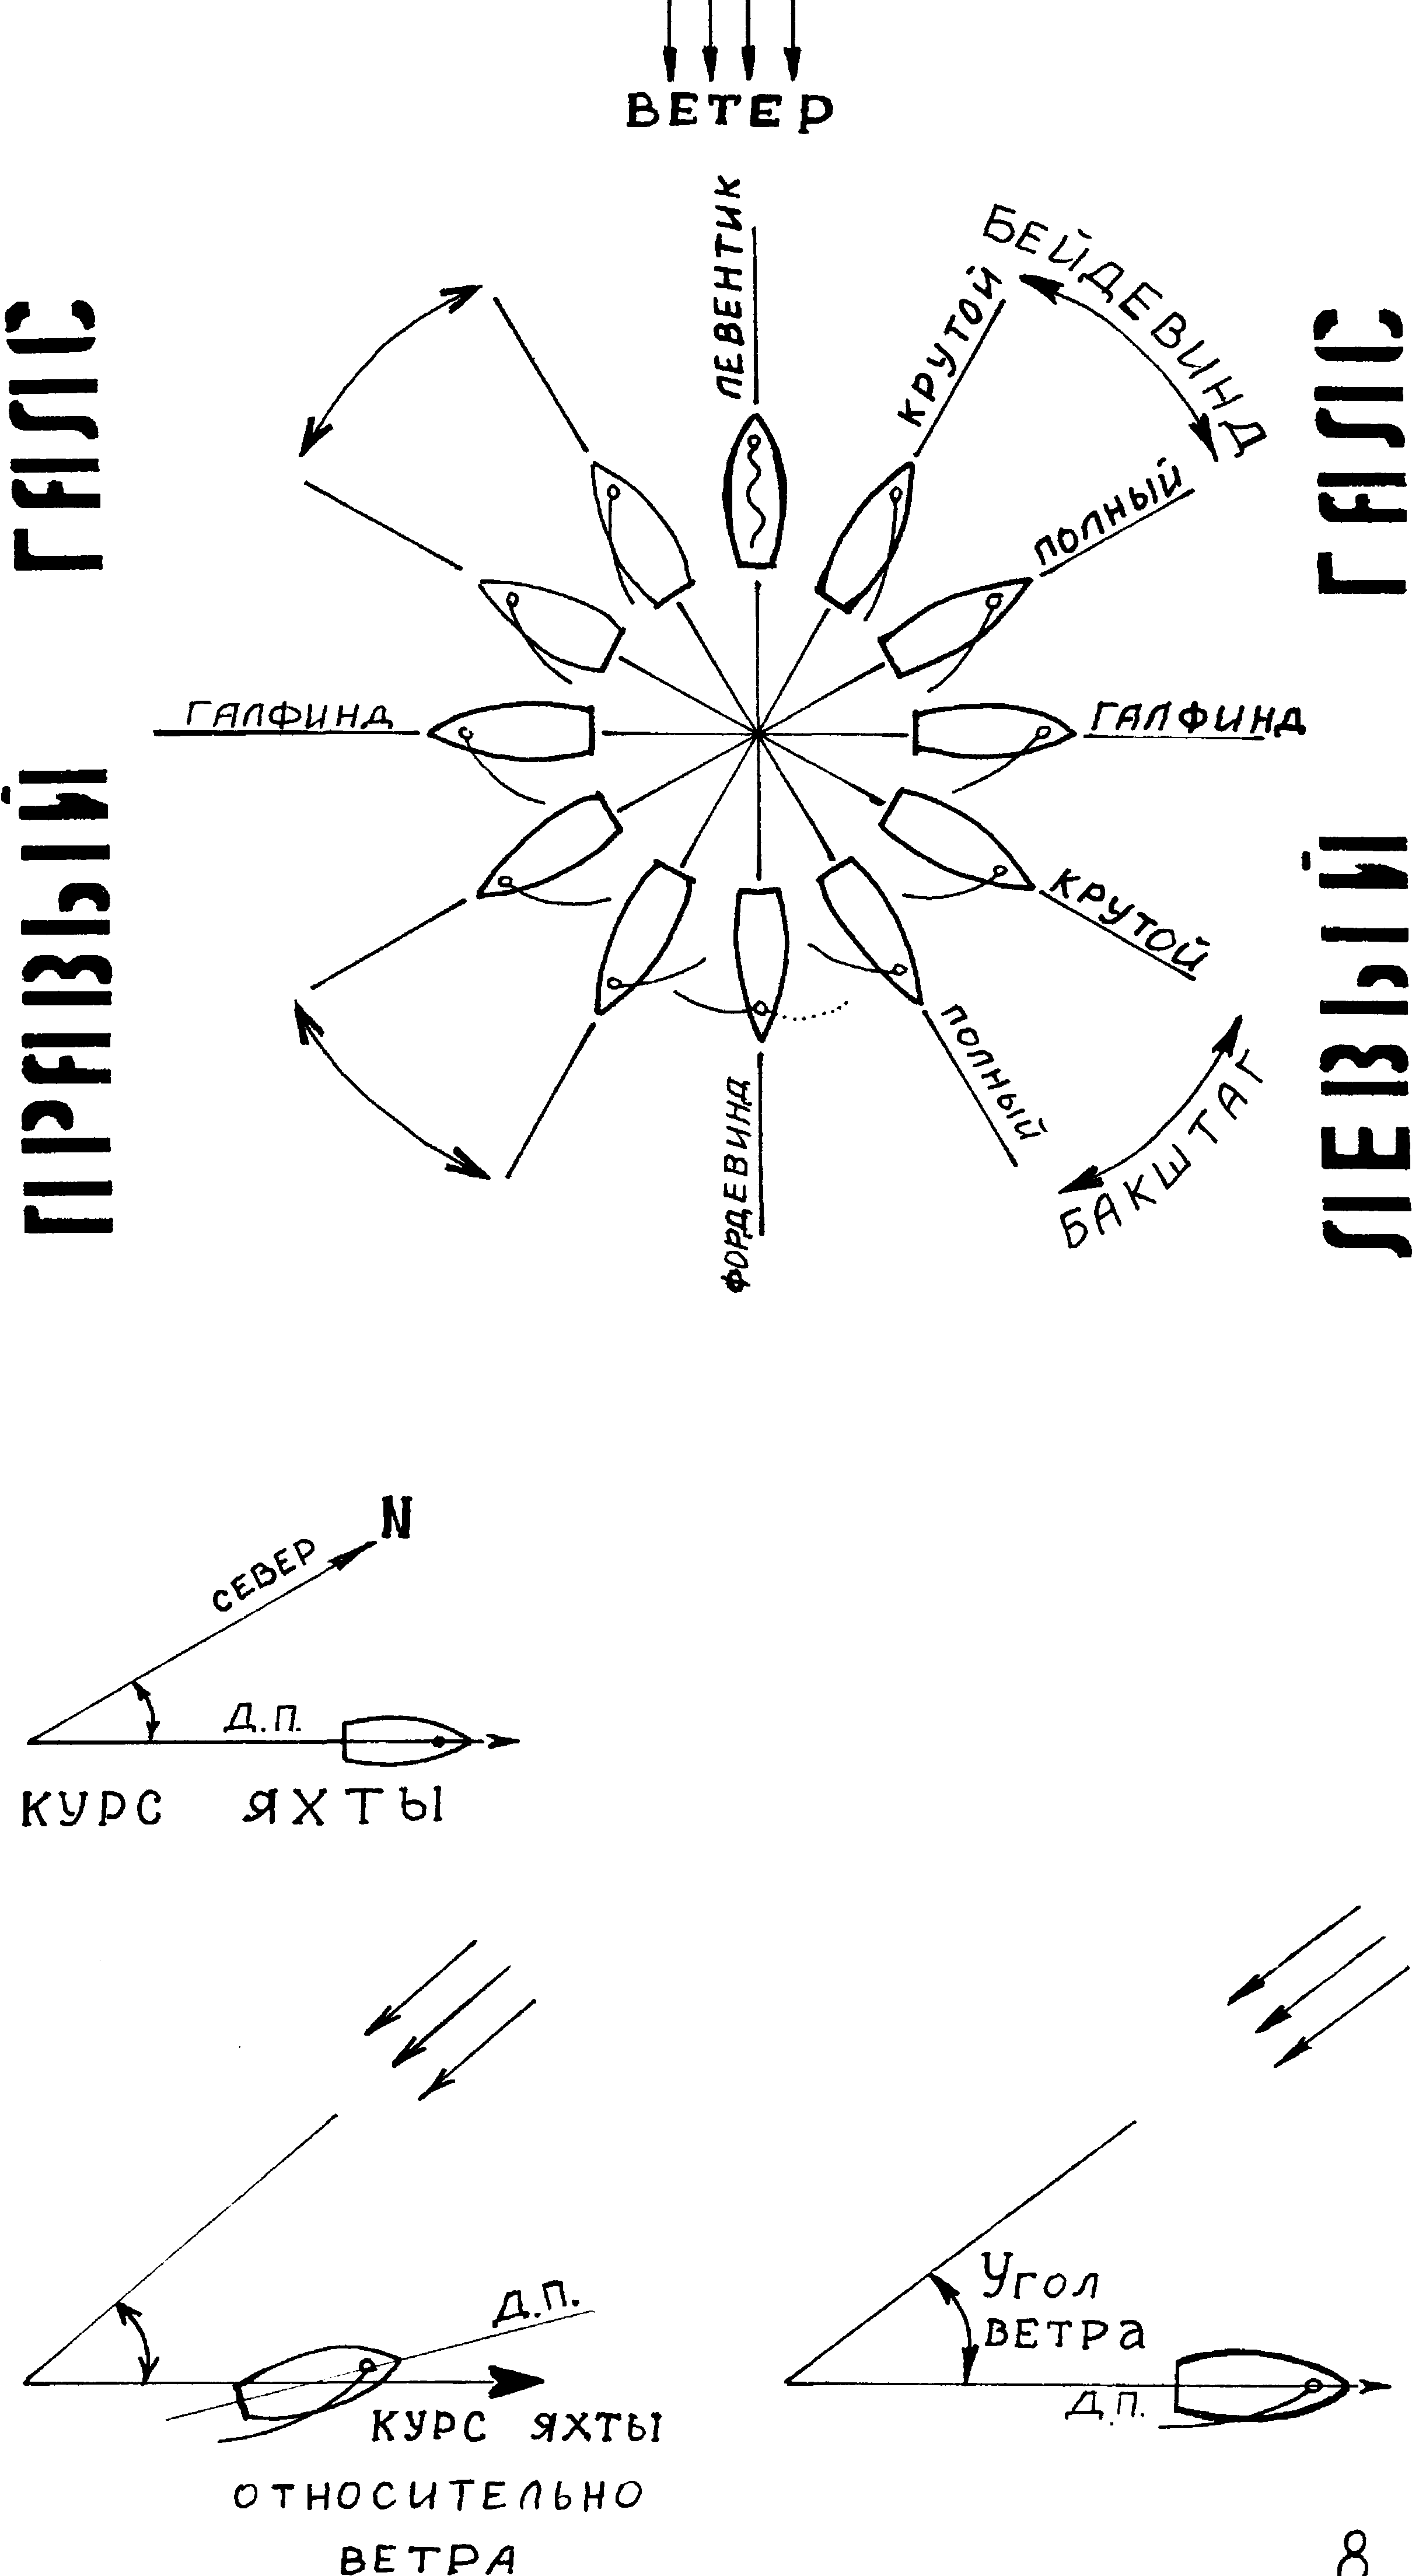 ВЕТЕР
ЛЕВЕНТИК
КРУТОЙ
БЕЙДЕВИНД
ПОЛНЫЙ
ГАЛФИНД
ГАЛФИНД
КРУТОЙ
ПОЛНЫЙ
БАКШТАГ
ФОРДЕВИНД
ПРАВЫЙ ГАЛС
ЛЕВЫЙ ГАЛС
N
СЕВЕР
Д.П.
КУРС ЯХТЫ
Д.П.
КУРС ЯХТЫ
ОТНОСИТЕЛЬНО
ВЕТРА
Угол
ВЕТРА
Д.П.
8